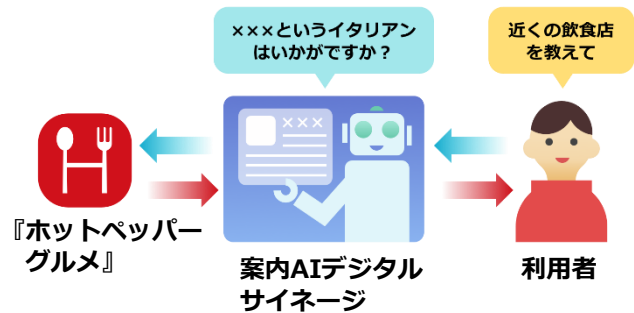 ×××というイタリアン
はいかがですか？
近くの飲食店
を教えて
×××
『ホットペッパー
グルメ』
案内AIデジタル
サイネージ
利用者